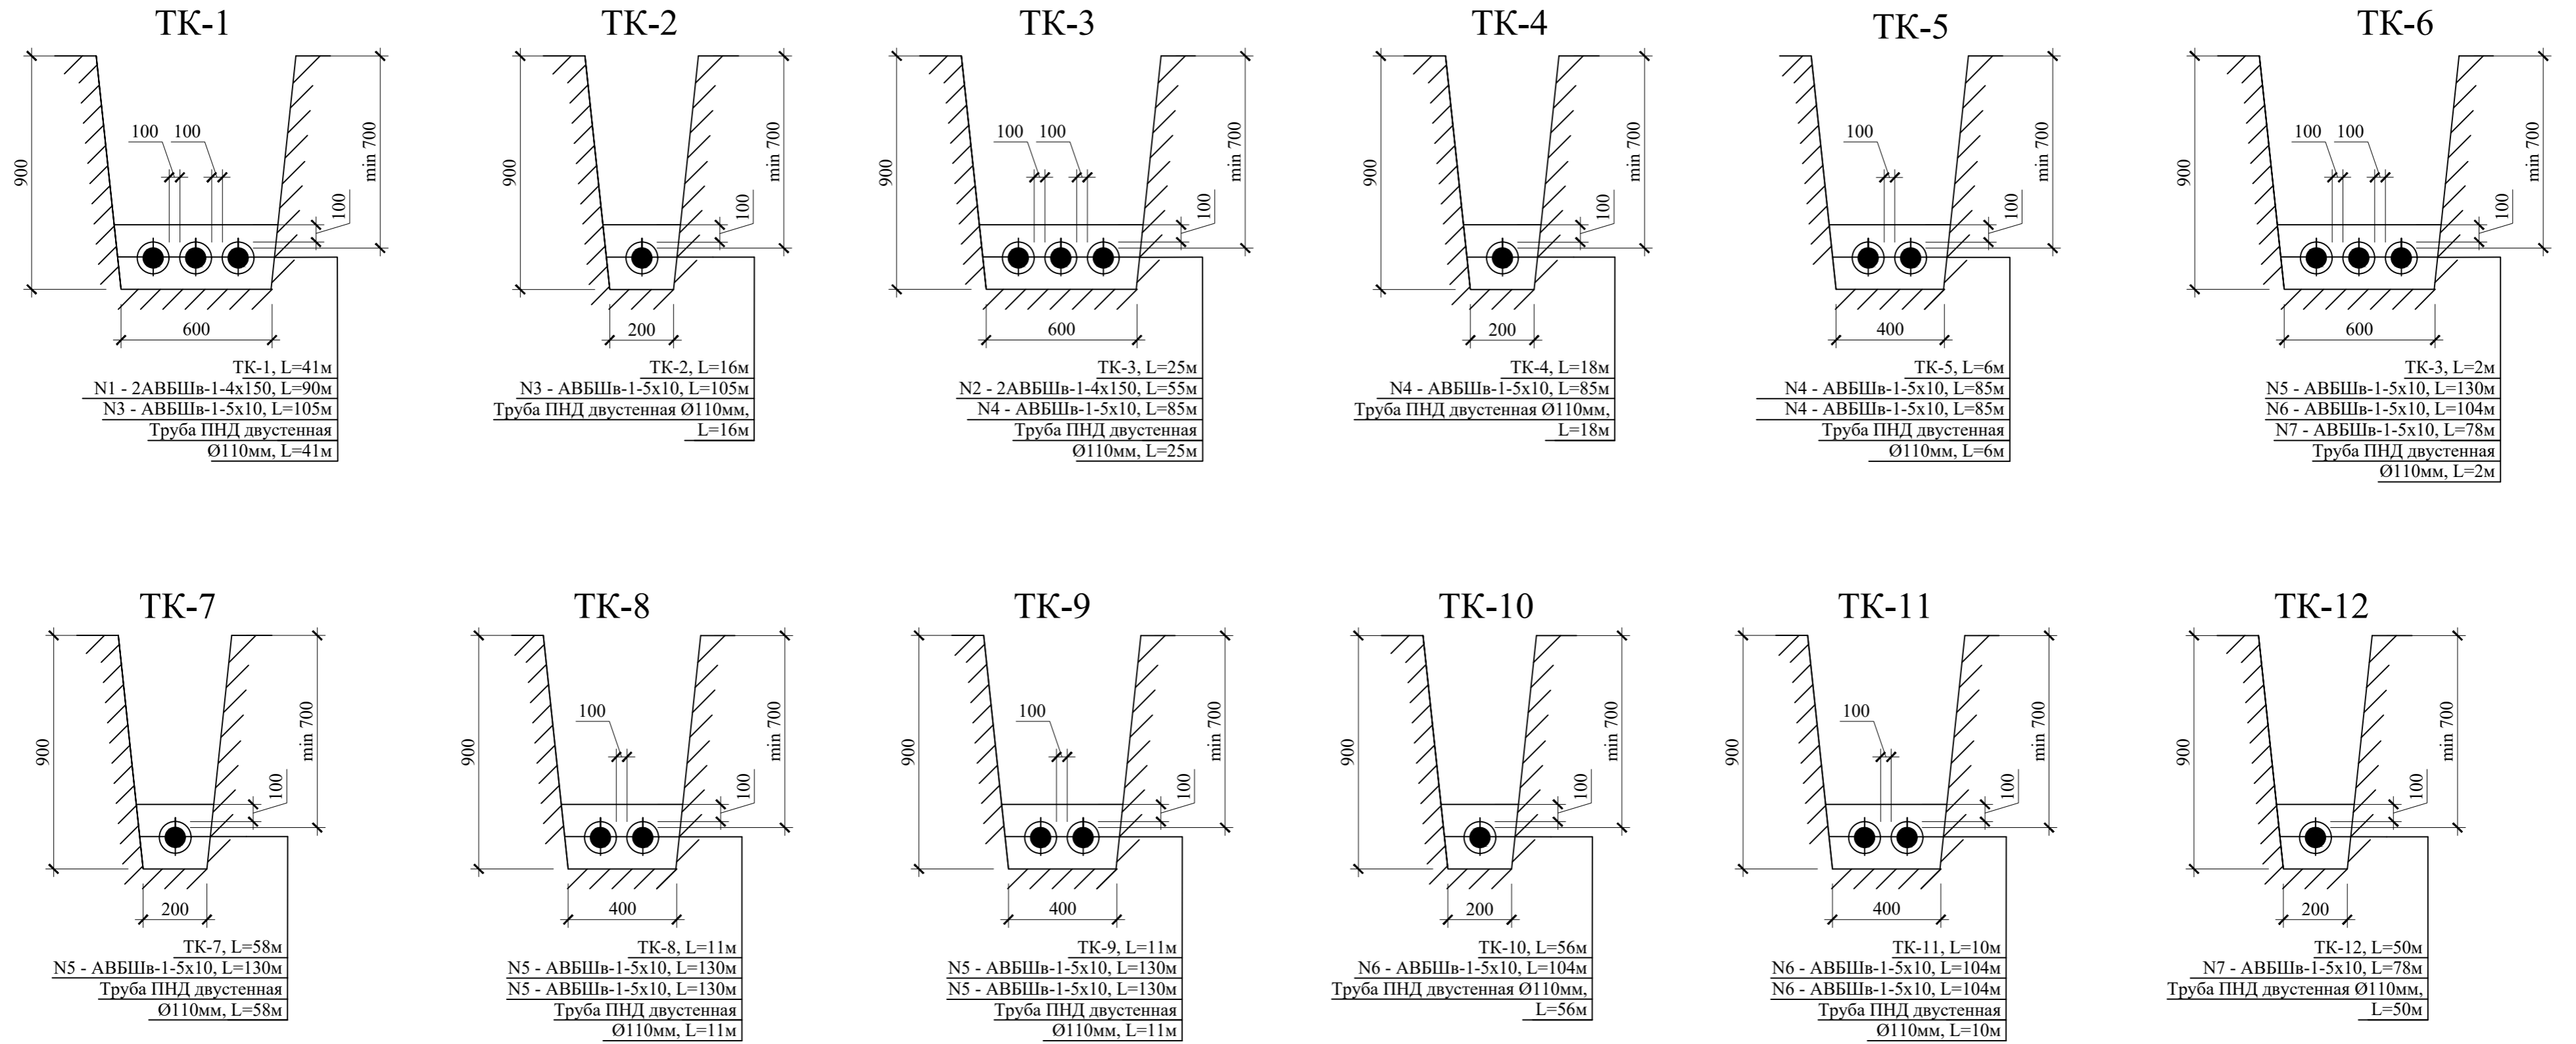 ТК-1
900
100
100
min 700
100
600
ТК-1, L=41м
N1 - 2АВБШв-1-4х150, L=90м
N3 - АВБШв-1-5х10, L=105м
Труба ПНД двустенная
Ø110мм, L=41м
ТК-2
900
min 700
100
200
ТК-2, L=16м
N3 - АВБШв-1-5х10, L=105м
Труба ПНД двустенная Ø110мм,
L=16м
ТК-3
900
100
100
min 700
100
600
ТК-3, L=25м
N2 - 2АВБШв-1-4х150, L=55м
N4 - АВБШв-1-5х10, L=85м
Труба ПНД двустенная
Ø110мм, L=25м
ТК-4
900
min 700
100
200
ТК-4, L=18м
N4 - АВБШв-1-5х10, L=85м
Труба ПНД двустенная Ø110мм,
L=18м
ТК-5
100
min 700
100
400
ТК-5, L=6м
N4 - АВБШв-1-5х10, L=85м
N4 - АВБШв-1-5х10, L=85м
Труба ПНД двустенная
Ø110мм, L=6м
ТК-6
900
100
100
min 700
100
600
ТК-3, L=2м
N5 - АВБШв-1-5х10, L=130м
N6 - АВБШв-1-5х10, L=104м
N7 - АВБШв-1-5х10, L=78м
Труба ПНД двустенная
Ø110мм, L=2м
ТК-7
900
min 700
100
200
ТК-7, L=58м
N5 - АВБШв-1-5х10, L=130м
Труба ПНД двустенная
Ø110мм, L=58м
ТК-8
900
100
min 700
100
400
ТК-8, L=11м
N5 - АВБШв-1-5х10, L=130м
N5 - АВБШв-1-5х10, L=130м
Труба ПНД двустенная
Ø110мм, L=11м
ТК-9
900
100
min 700
100
400
ТК-9, L=11м
N5 - АВБШв-1-5х10, L=130м
N5 - АВБШв-1-5х10, L=130м
Труба ПНД двустенная
Ø110мм, L=11м
ТК-10
900
min 700
100
200
ТК-10, L=56м
N6 - АВБШв-1-5х10, L=104м
Труба ПНД двустенная Ø110мм,
L=56м
ТК-11
900
100
min 700
100
400
ТК-11, L=10м
N6 - АВБШв-1-5х10, L=104м
N6 - АВБШв-1-5х10, L=104м
Труба ПНД двустенная
Ø110мм, L=10м
ТК-12
900
min 700
100
200
ТК-12, L=50м
N7 - АВБШв-1-5х10, L=78м
Труба ПНД двустенная Ø110мм,
L=50м